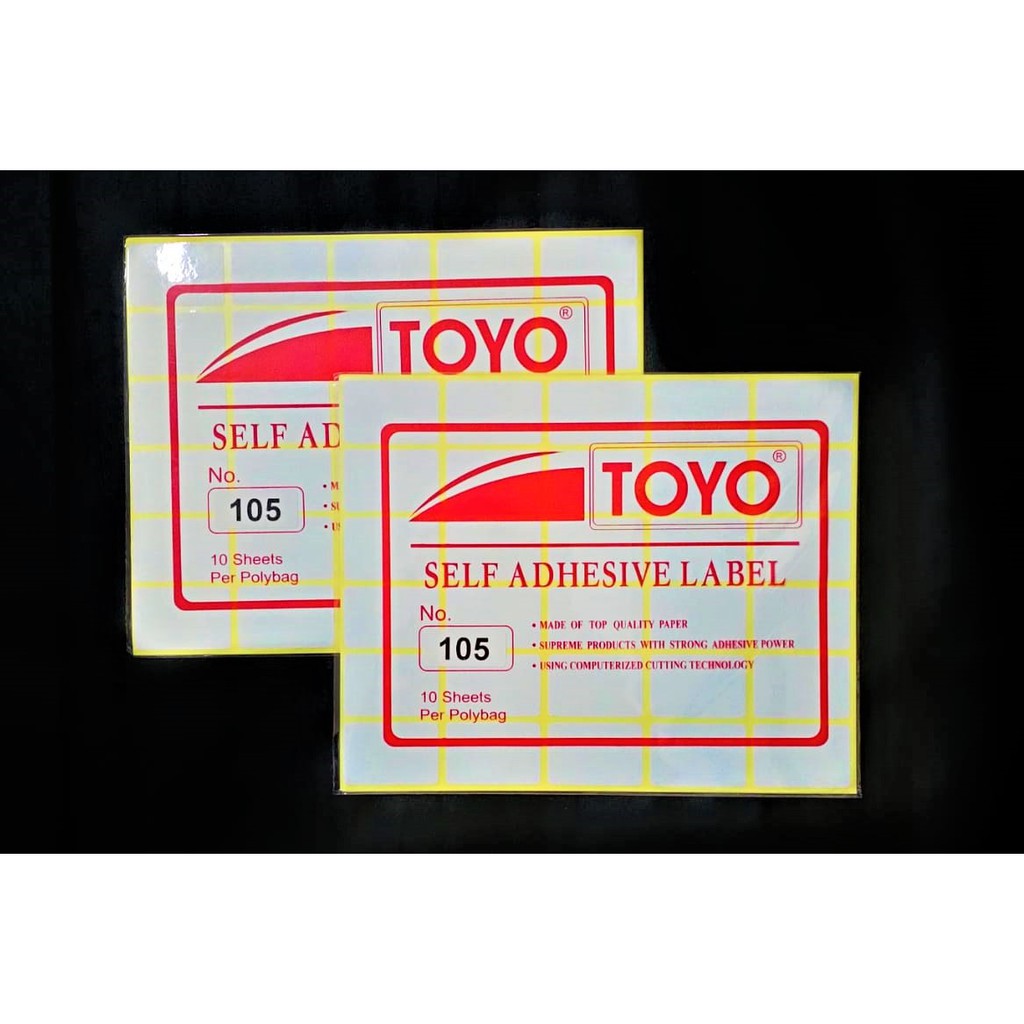 TOYO®
SELF AD
No.
105
10 Sheets
Per Polybag
TOYO®
SELF ADHESIVE LABEL
No.
105
• MADE OF TOP QUALITY PAPER
• SUPREME PRODUCTS WITH STRONG ADHESIVE POWER
• USING COMPUTERIZED CUTTING TECHNOLOGY
10 Sheets
Per Polybag